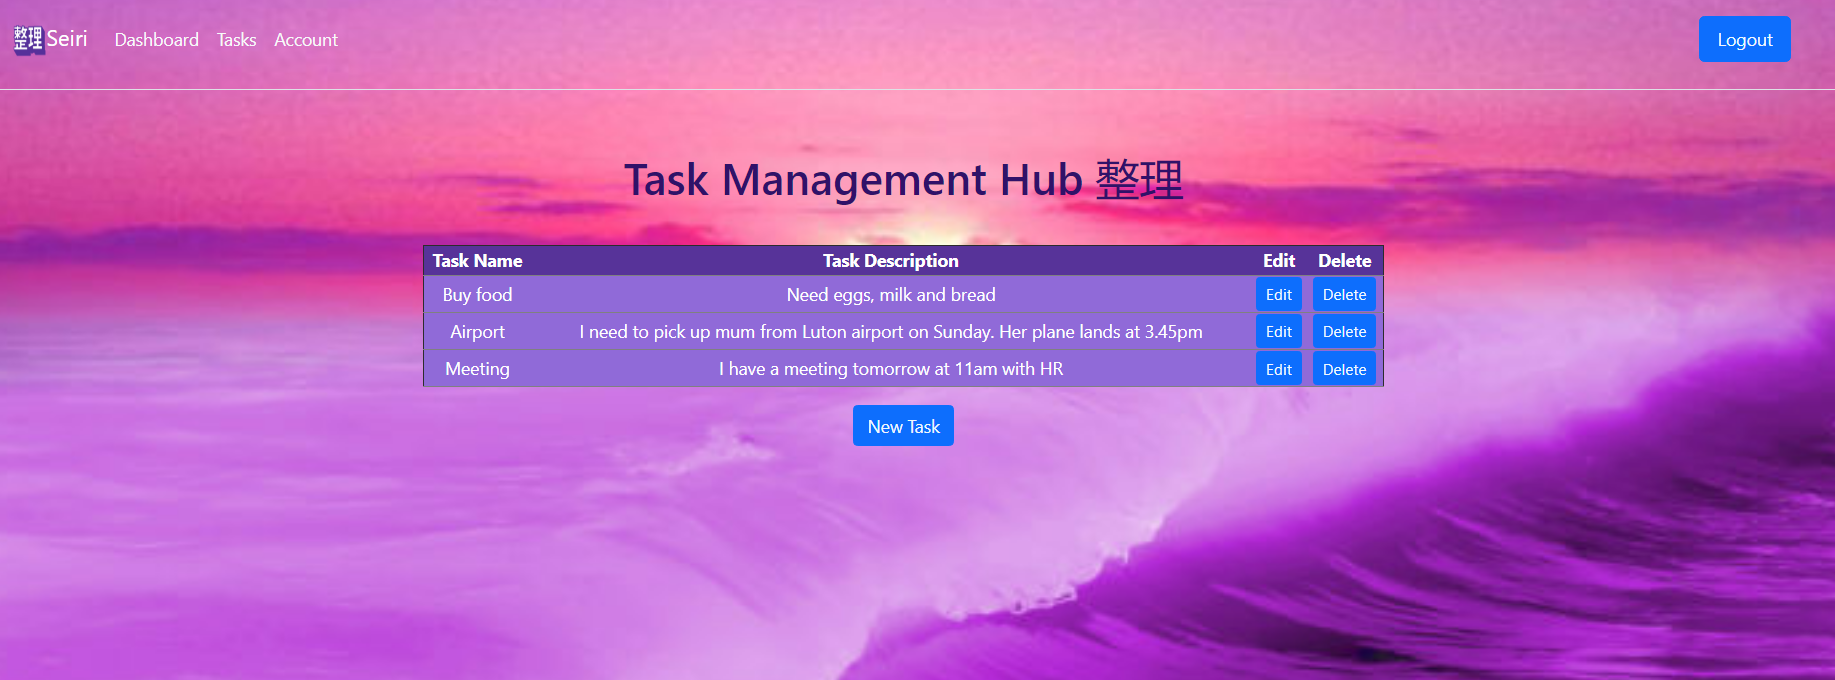 整理 Seiri Dashboard Tasks Account Logout
Task Management Hub 整理
Task Name Task Description Edit Delete
Buy food Need eggs, milk and bread Edit Delete
Airport I need to pick up mum from Luton airport on Sunday. Her plane lands at 3.45pm Edit Delete
Meeting I have a meeting tomorrow at 11am with HR Edit Delete
New Task